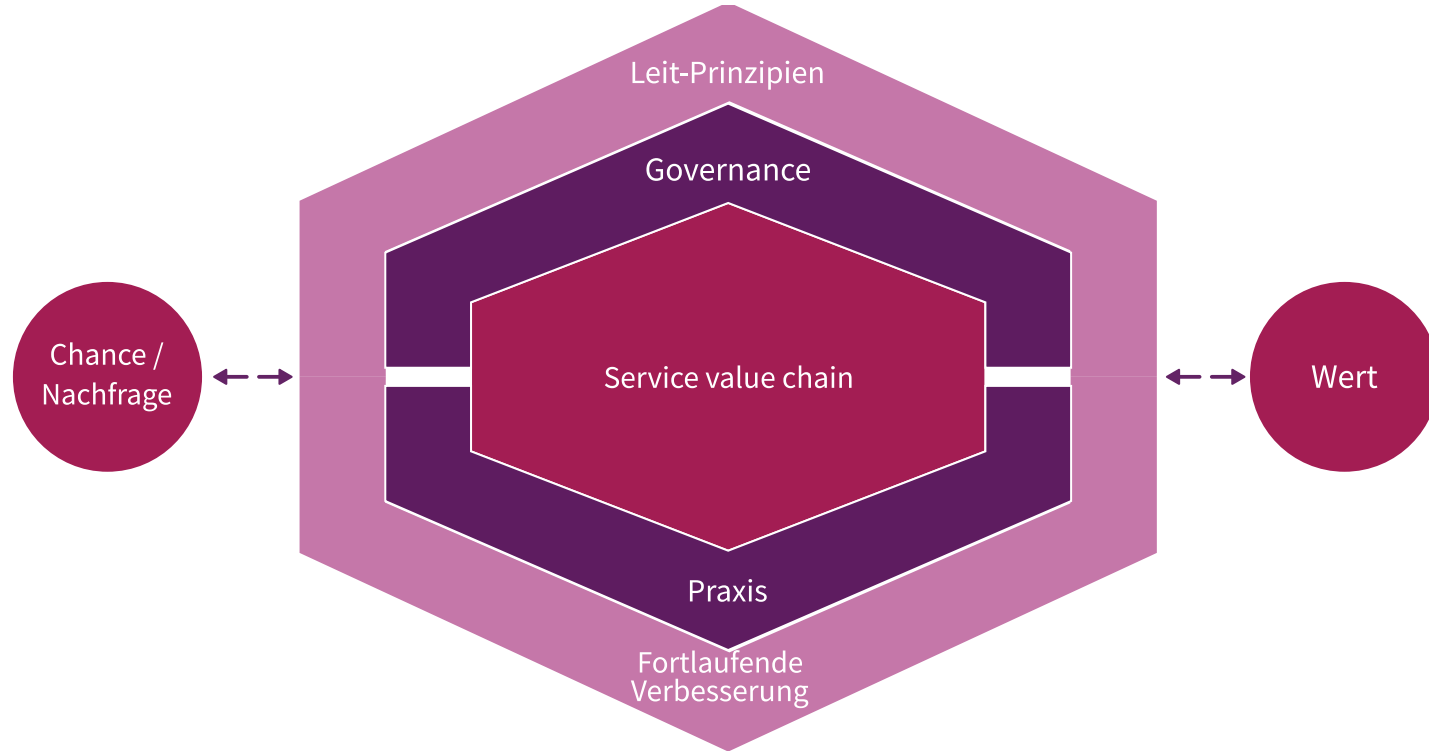 Leit-Prinzipien
Governance
Chance /
Nachfrage
Service value chain
Wert
Praxis
Fortlaufende
Verbesserung